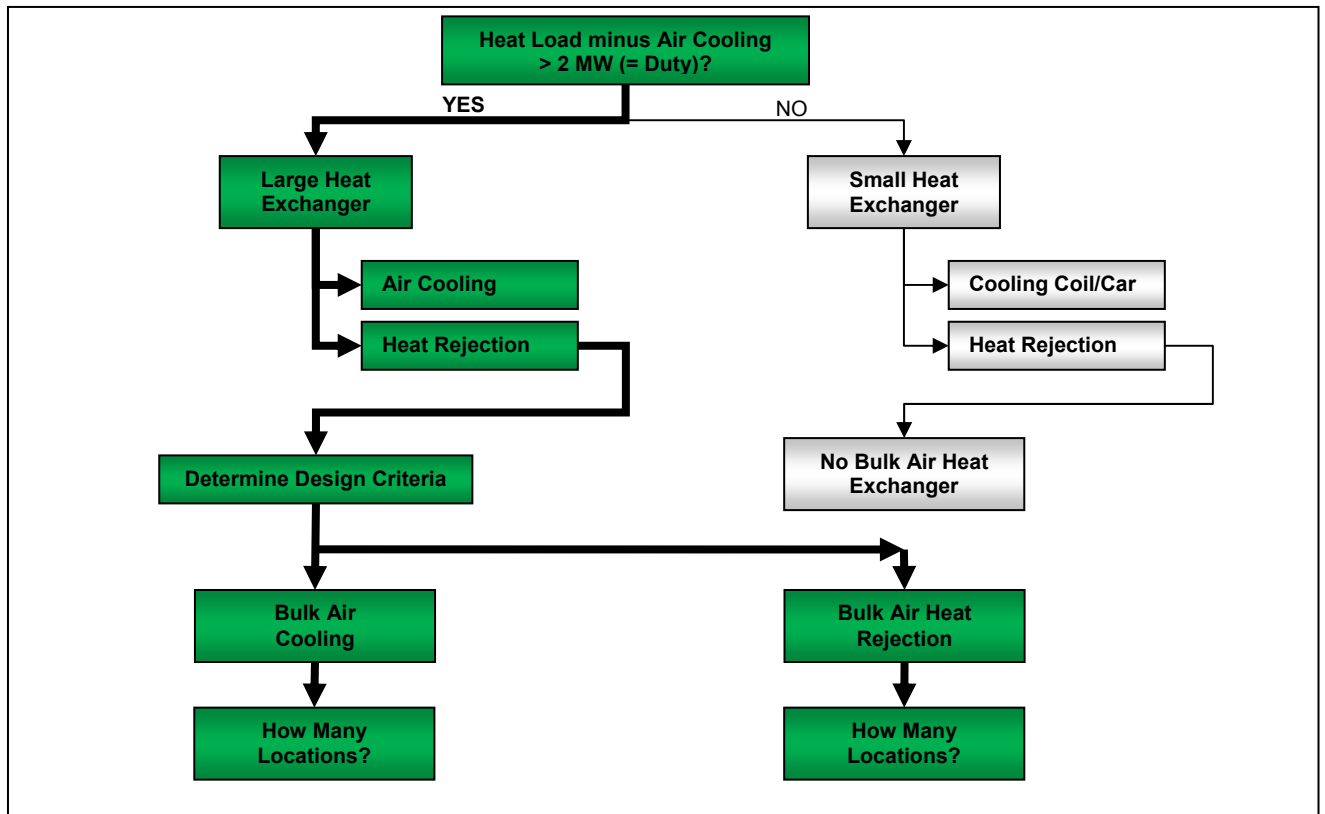 Heat Load minus Air Cooling
> 2 MW (= Duty)?
YES
NO
Large Heat
Exchanger
Small Heat
Exchanger
Air Cooling
Cooling Coil/Car
Heat Rejection
Heat Rejection
Determine Design Criteria
No Bulk Air Heat
Exchanger
Bulk Air
Cooling
Bulk Air Heat
Rejection
How Many
Locations?
How Many
Locations?